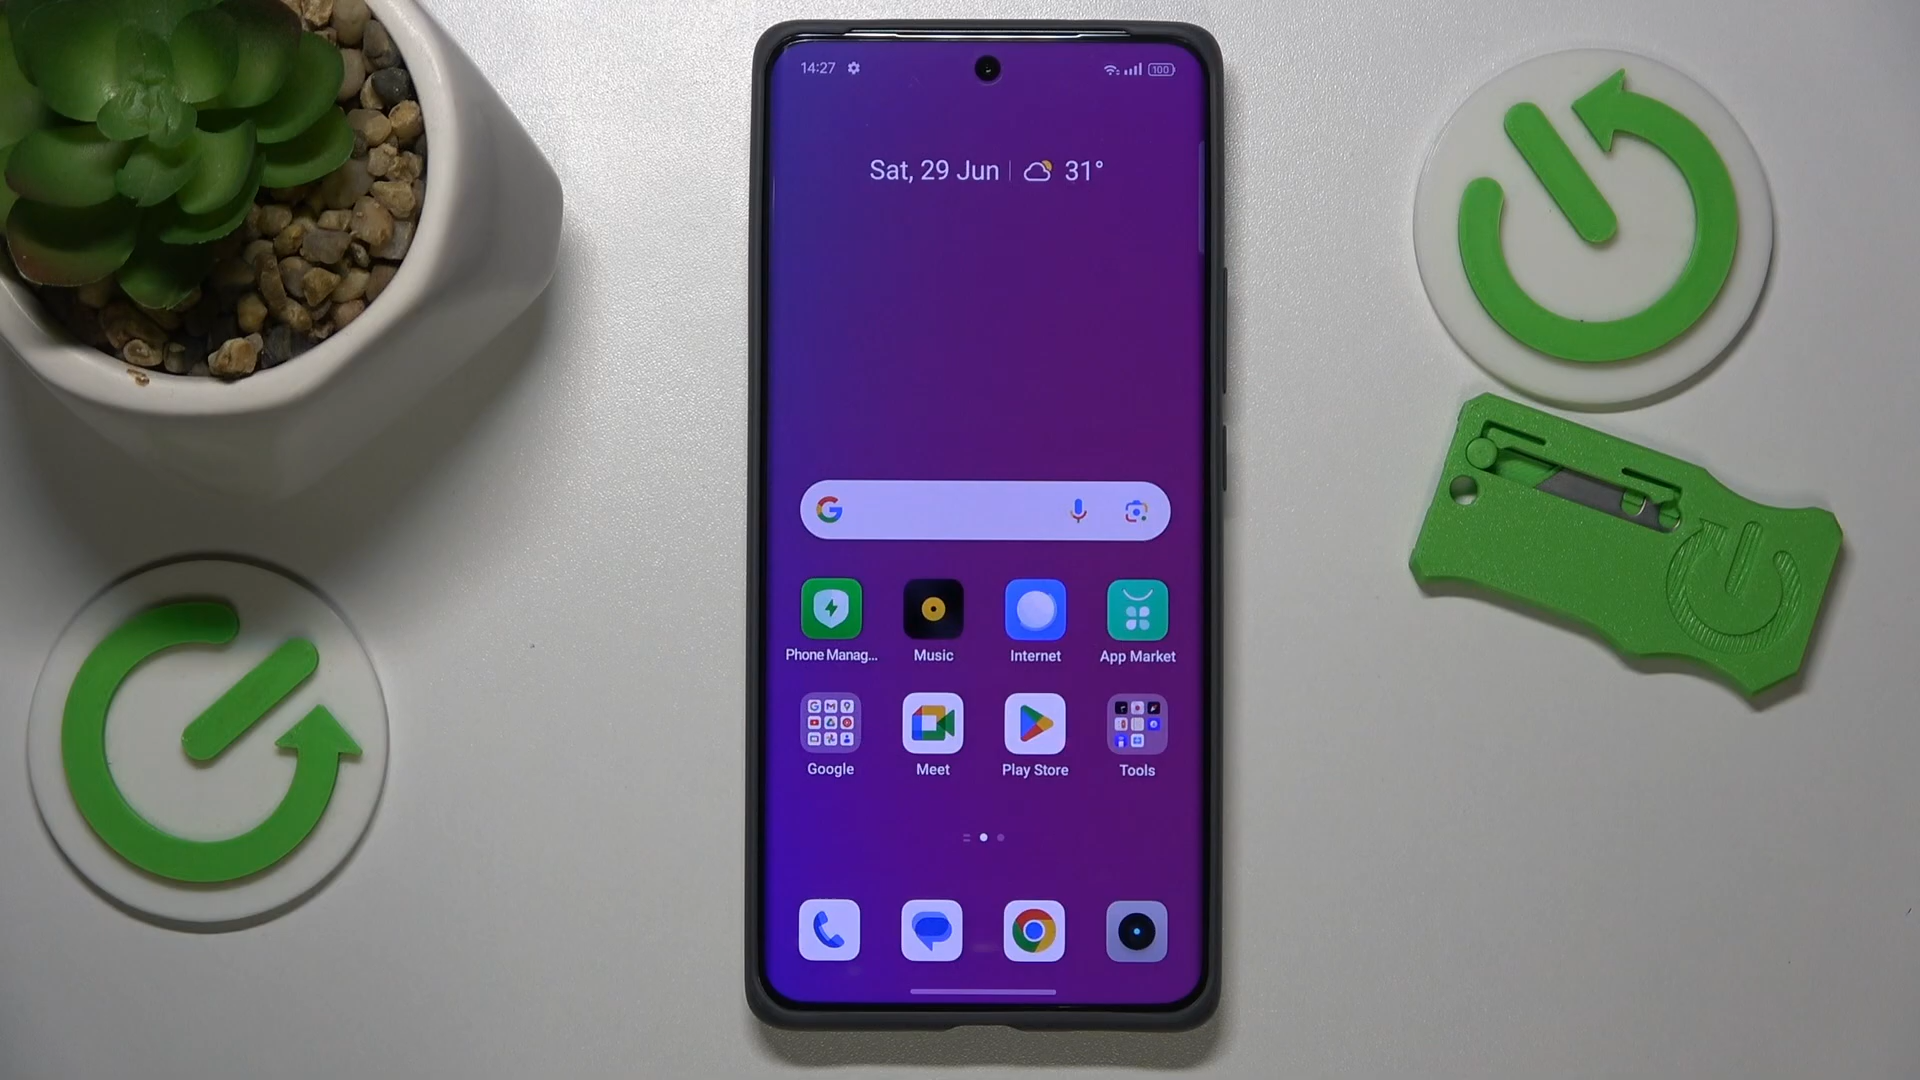 14:27
100
Sat, 29 Jun | 31°
Phone Manag...
Music
Internet
App Market
Google
Meet
Play Store
Tools